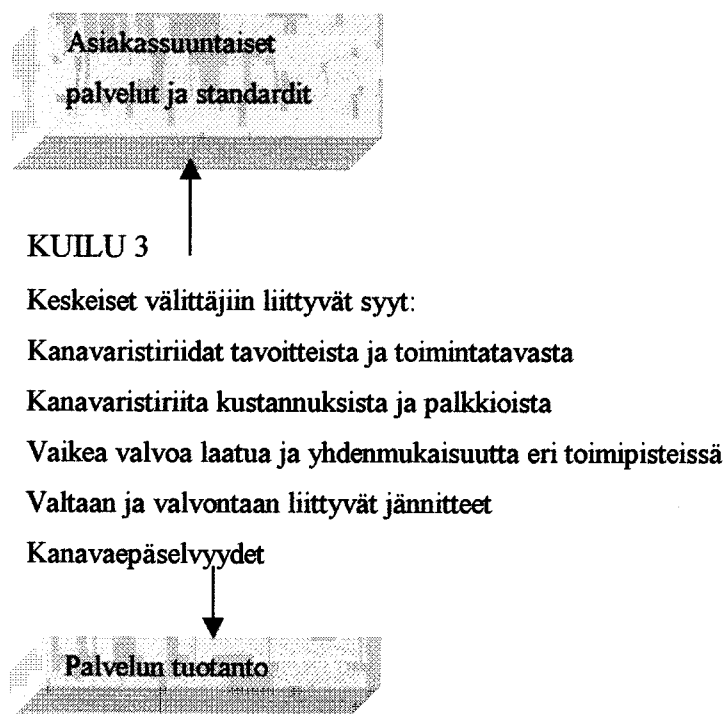 Asiakassuuntaiset
palvelut ja standardit
KUILU 3
Keskeiset välittäjiin liittyvät syyt:
Kanavaristiriidat tavoitteista ja toimintatavasta
Kanavaristiriita kustannuksista ja palkkioista
Vaikea valvoa laatua ja yhdenmukaisuutta eri toimipisteissä
Valtaan ja valvontaan liittyvät jännitteet
Kanavaepäselvyydet
Palvelun tuotanto